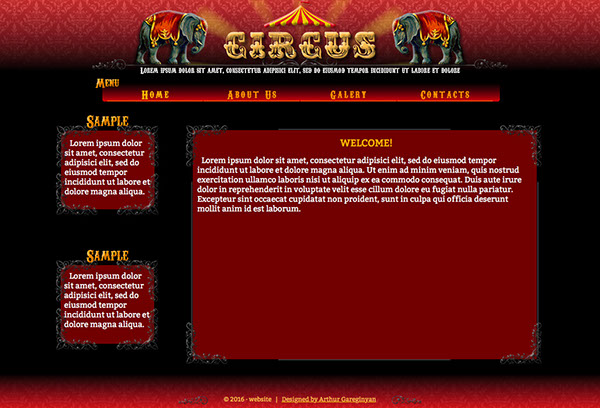 CIRCUS
Lorem ipsum dolor sit amet, consectetur adipisici elit, sed do eiusmod tempor incididunt ut labore et dolore
Menu
Home About Us Galery Contacts
Sample
Lorem ipsum dolor
sit amet, consectetur
adipisici elit, sed do
eiusmod tempor
incididunt ut labore et
dolore magna aliqua.
Sample
Lorem ipsum dolor
sit amet, consectetur
adipisici elit, sed do
eiusmod tempor
incididunt ut labore et
dolore magna aliqua.
WELCOME!
Lorem ipsum dolor sit amet, consectetur adipisici elit, sed do eiusmod tempor
incididunt ut labore et dolore magna aliqua. Ut enim ad minim veniam, quis nostrud
exercitation ullamco laboris nisi ut aliquip ex ea commodo consequat. Duis aute irure
dolor in reprehenderit in voluptate velit esse cillum dolore eu fugiat nulla pariatur.
Excepteur sint occaecat cupidatat non proident, sunt in culpa qui officia deserunt
mollit anim id est laborum.
© 2016 - website | Designed by Arthur Gareginyan